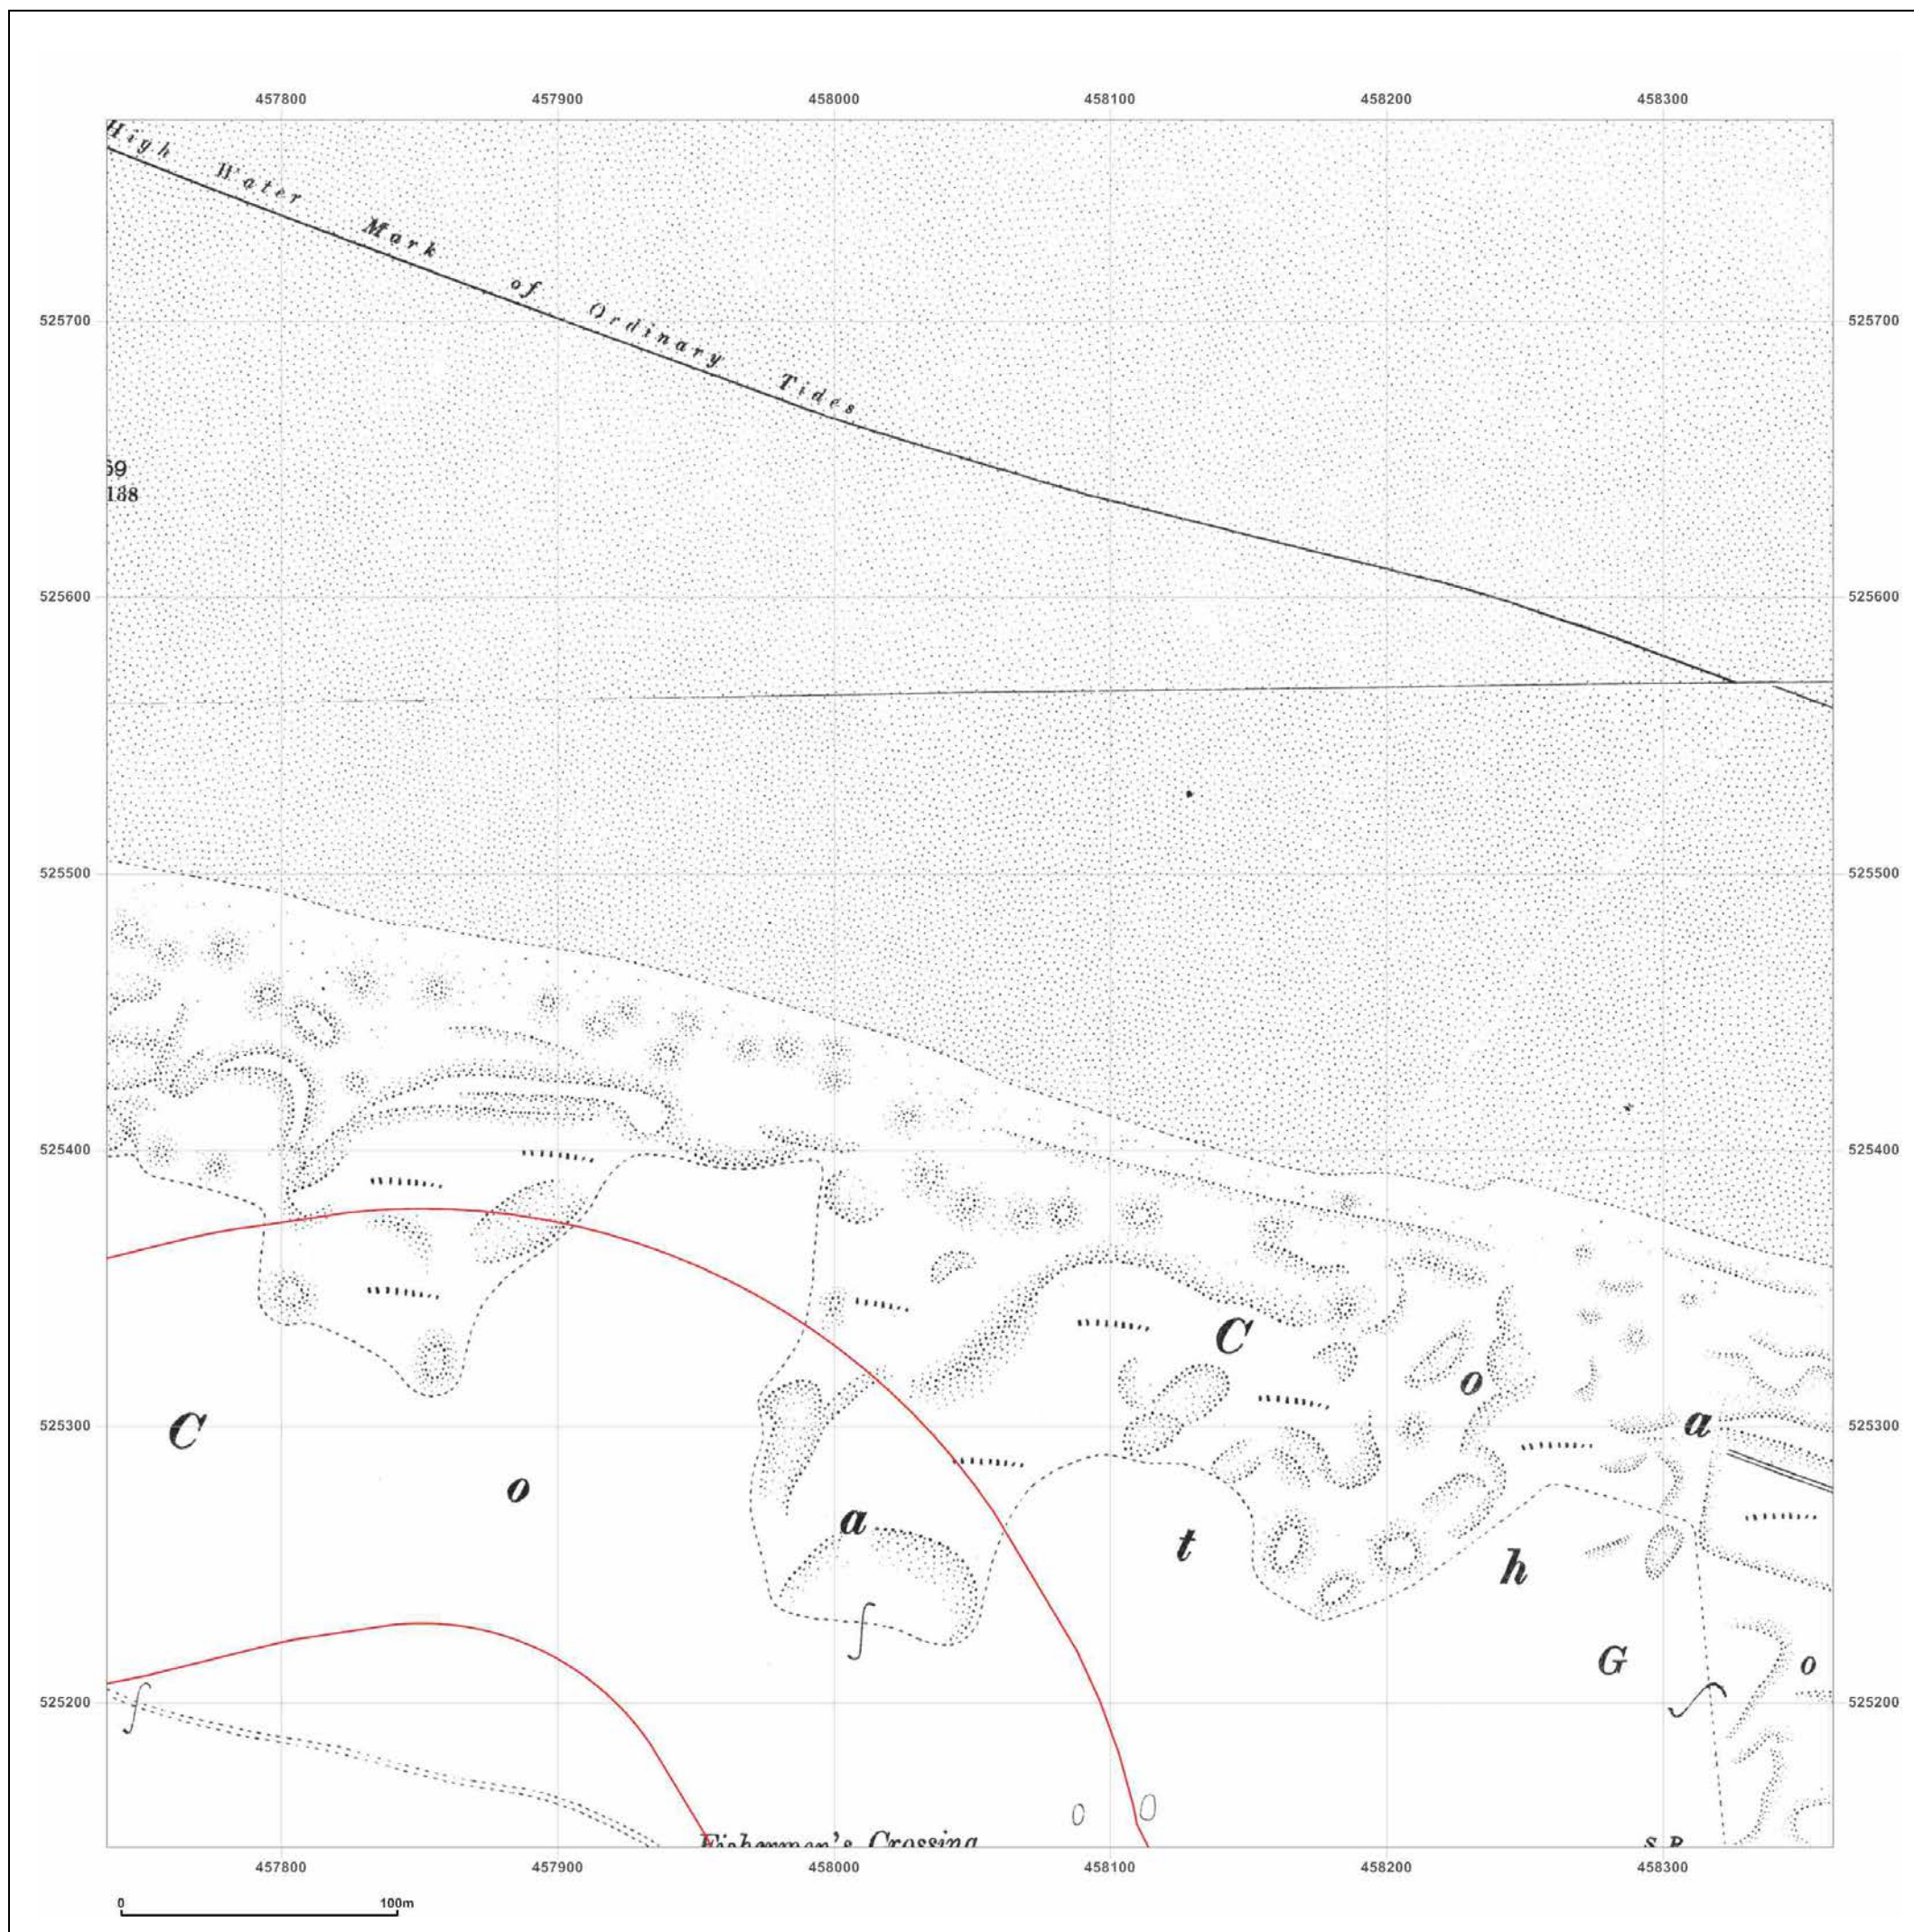 457800 457900 458000 458100 458200 458300
High Water Mark of Ordinary Tides
525700 525700
138
525600 525600
525500 525500
525400 525400
C o a t h
525300 525300
C o a
G o
525200 525200
Fishermen's Crossing
S.P.
457800 457900 458000 458100 458200 458300
0 100m